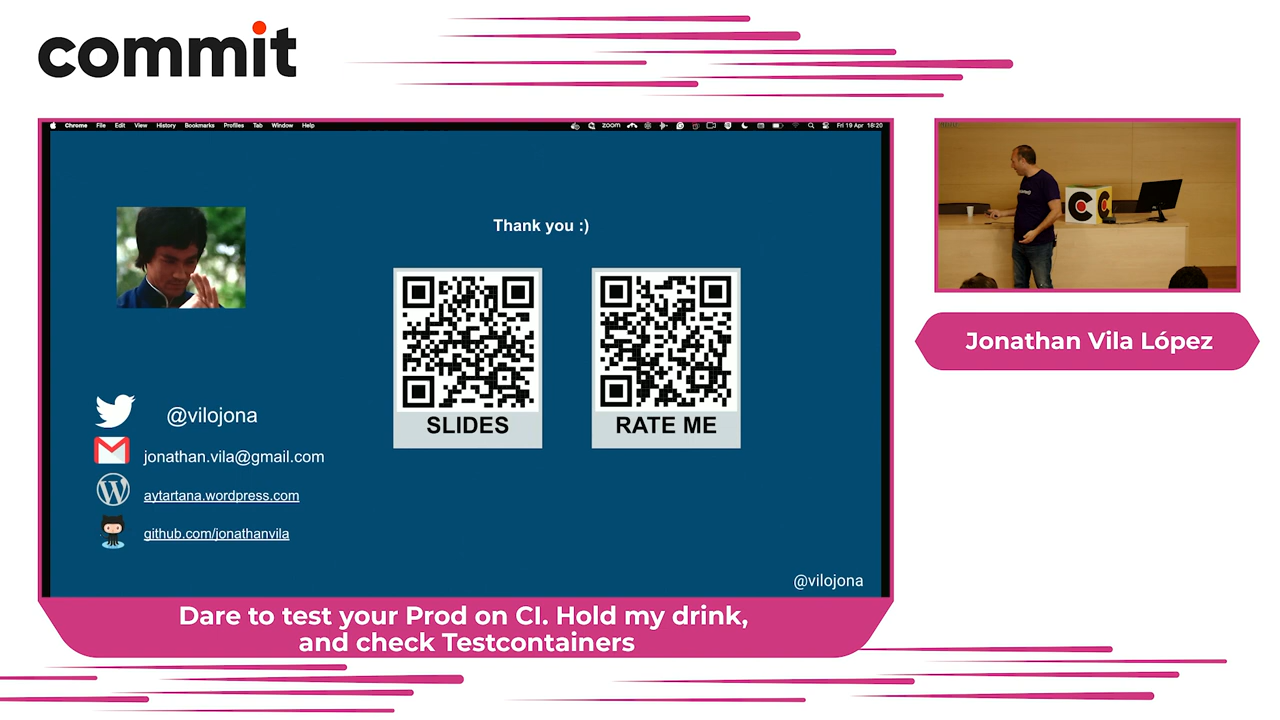 commit
Chrome File Edit View History Bookmarks Profiles Tab Window Help
zoom
Fri 19 Apr 18:20
Thank you :)
SLIDES
RATE ME
@vilojona
jonathan.vila@gmail.com
aytartana.wordpress.com
github.com/jonathanvila
@vilojona
Jonathan Vila López
Dare to test your Prod on CI. Hold my drink,
and check Testcontainers